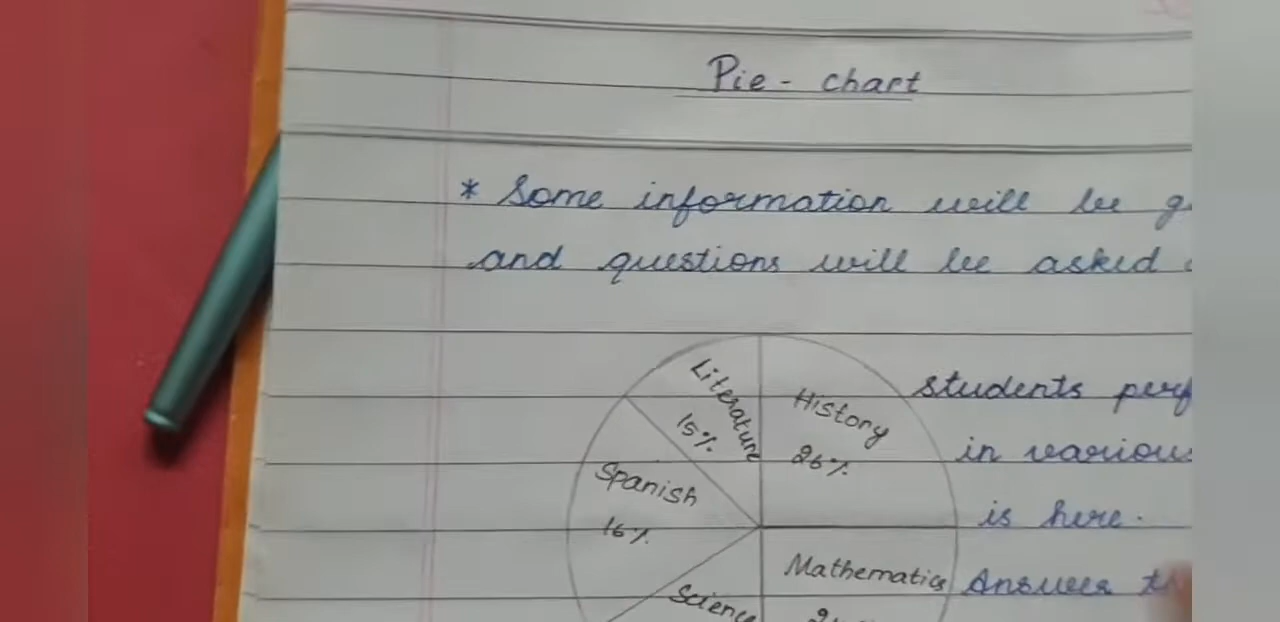 Pie - chart
* Some information will be
and questions will be asked
Literature
15%
History
26%
Spanish
16%
Science
Mathematics
students
in various
is here.
Answer